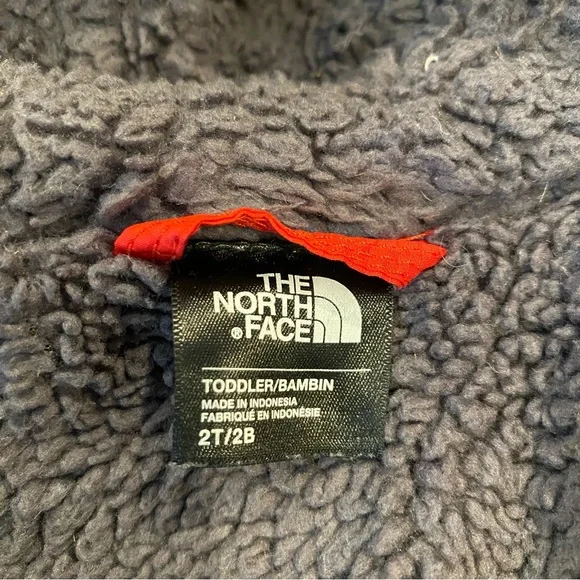 THE
NORTH
®FACE
TODDLER/BAMBIN
MADE IN INDONESIA
FABRIQUÉ EN INDONÉSIE
2T/2B